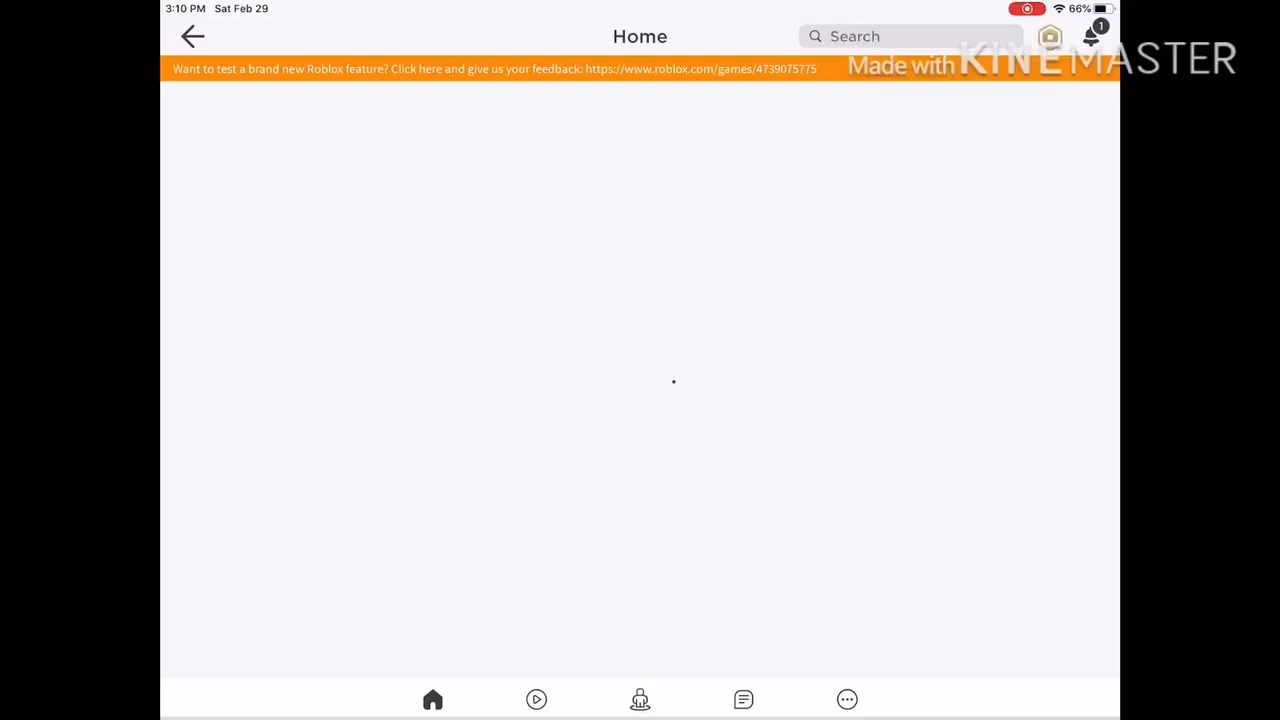 3:10 PM Sat Feb 29
66%
1
Home
Search
Want to test a brand new Roblox feature? Click here and give us your feedback: https://www.roblox.com/games/4739075775
Made with KINEMASTER